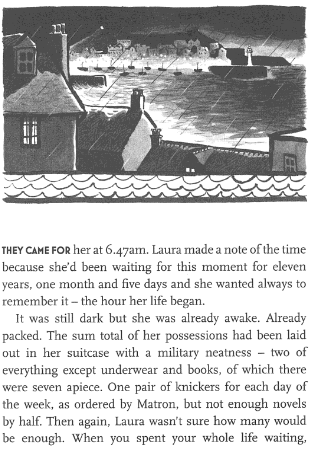 THEY CAME FOR her at 6.47am. Laura made a note of the time
because she'd been waiting for this moment for eleven
years, one month and five days and she wanted always to
remember it – the hour her life began.
It was still dark but she was already awake. Already
packed. The sum total of her possessions had been laid
out in her suitcase with a military neatness – two of
everything except underwear and books, of which there
were seven apiece. One pair of knickers for each day of
the week, as ordered by Matron, but not enough novels
by half. Then again, Laura wasn't sure how many would
be enough. When you spent your whole life waiting,